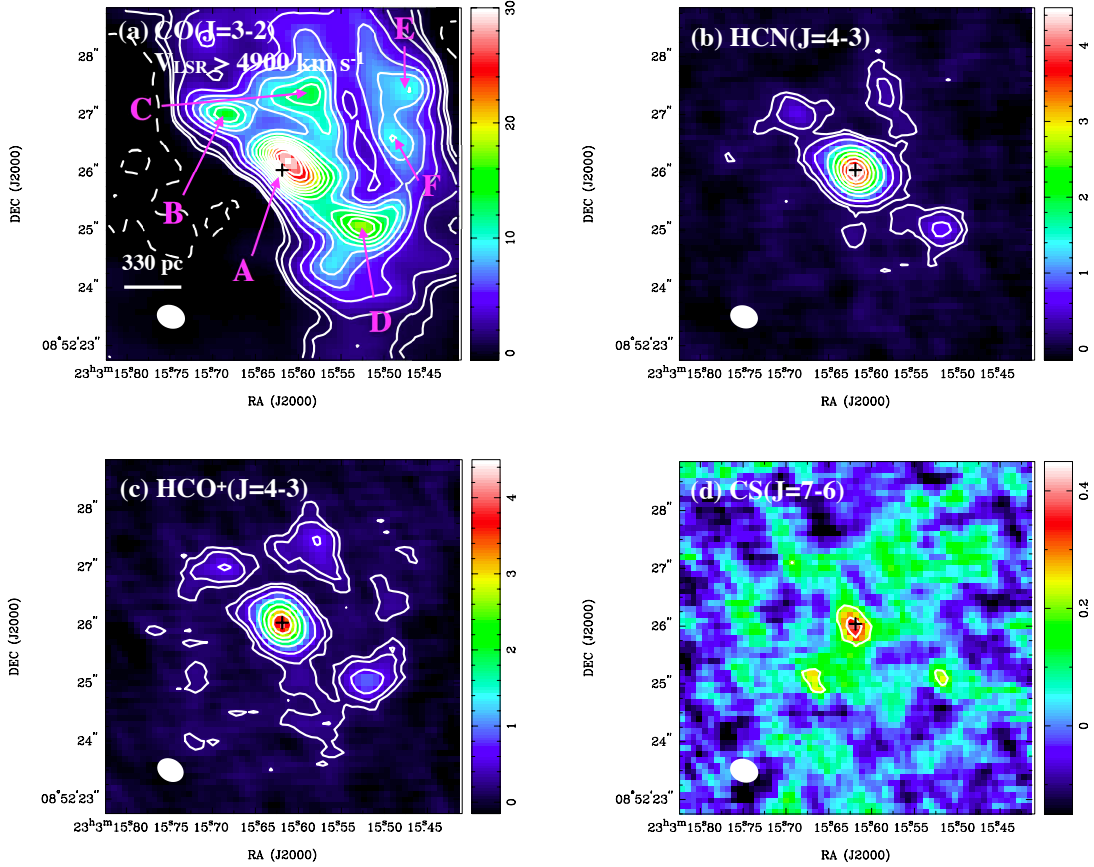 (a) CO(J=3-2)
V_LSR > 4900 km s⁻¹
E
C
B
F
A
D
330 pc
28″
27″
26″
25″
24″
08°52′23″
DEC (J2000)
23ʰ3ᵐ15ˢ.80 15ˢ.75 15ˢ.70 15ˢ.65 15ˢ.60 15ˢ.55 15ˢ.50 15ˢ.45
RA (J2000)
30
20
10
0
(b) HCN(J=4-3)
28″
27″
26″
25″
24″
08°52′23″
DEC (J2000)
23ʰ3ᵐ15ˢ.80 15ˢ.75 15ˢ.70 15ˢ.65 15ˢ.60 15ˢ.55 15ˢ.50 15ˢ.45
RA (J2000)
4
3
2
1
0
(c) HCO⁺(J=4-3)
28″
27″
26″
25″
24″
08°52′23″
DEC (J2000)
23ʰ3ᵐ15ˢ.80 15ˢ.75 15ˢ.70 15ˢ.65 15ˢ.60 15ˢ.55 15ˢ.50 15ˢ.45
RA (J2000)
4
3
2
1
0
(d) CS(J=7-6)
28″
27″
26″
25″
24″
08°52′23″
DEC (J2000)
23ʰ3ᵐ15ˢ.80 15ˢ.75 15ˢ.70 15ˢ.65 15ˢ.60 15ˢ.55 15ˢ.50 15ˢ.45
RA (J2000)
0.4
0.2
0